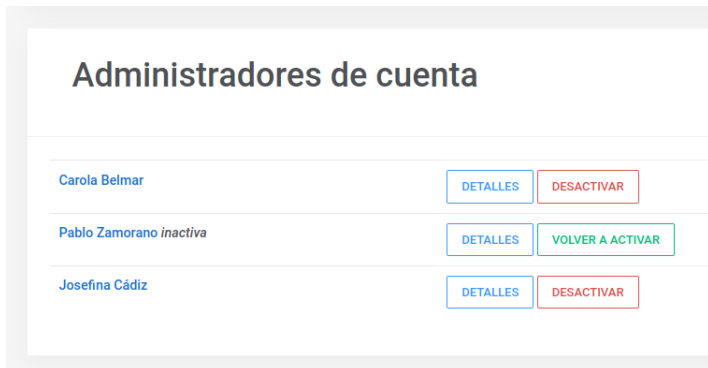 Administradores de cuenta
Carola Belmar DETALLES DESACTIVAR
Pablo Zamorano inactiva DETALLES VOLVER A ACTIVAR
Josefina Cádiz DETALLES DESACTIVAR